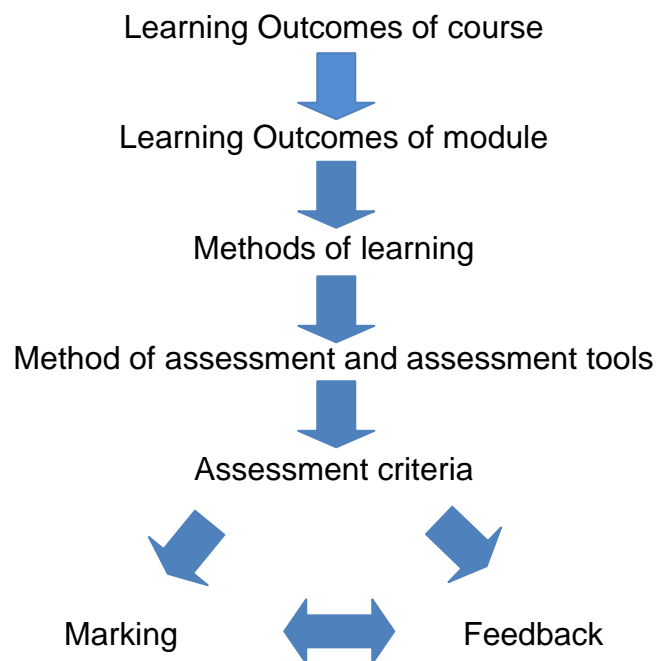 Learning Outcomes of course
Learning Outcomes of module
Methods of learning
Method of assessment and assessment tools
Assessment criteria
Marking
Feedback